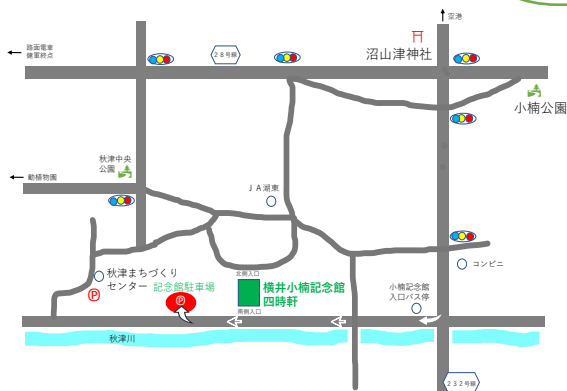 空港
路面電車
健軍終点
28号線
沼山津神社
小楠公園
秋津中央
公園
動植物園
JA湖東
コンビニ
秋津まちづくり
センター
記念館駐車場
P
P
北側入口
横井小楠記念館
四時軒
南側入口
小楠記念館
入口バス停
秋津川
232号線